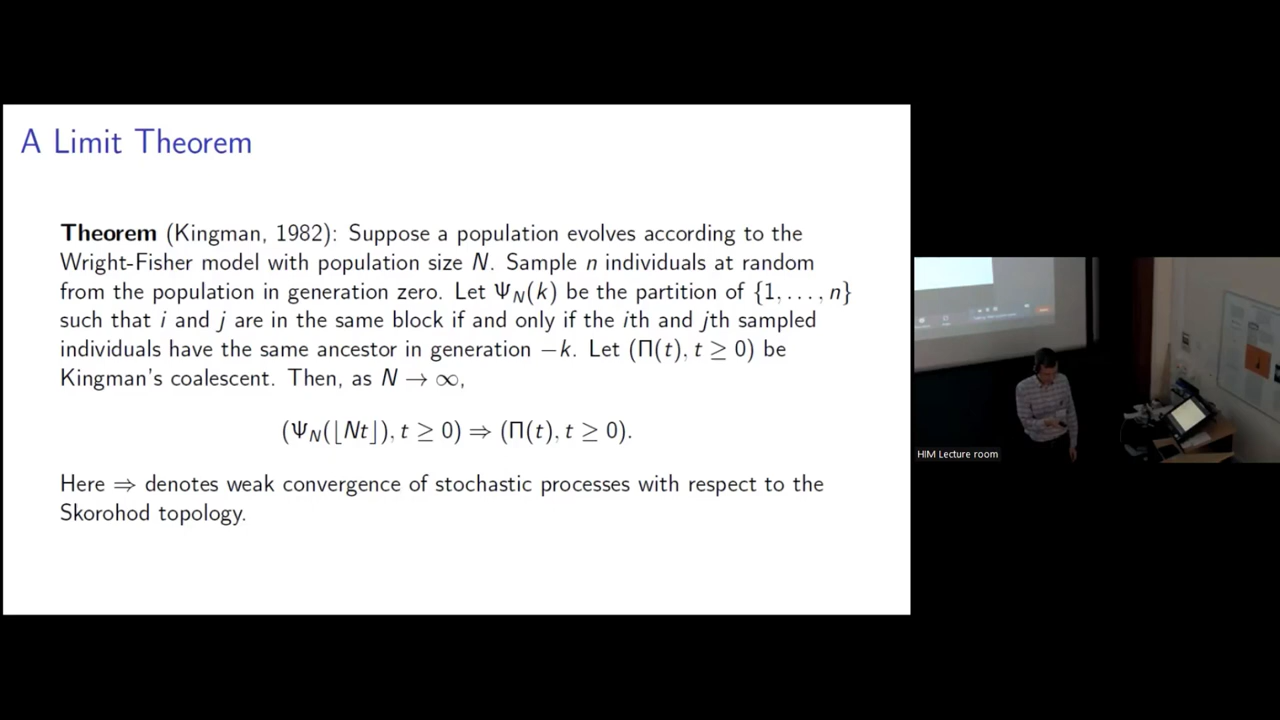 A Limit Theorem
Theorem (Kingman, 1982): Suppose a population evolves according to the
Wright-Fisher model with population size N. Sample n individuals at random
from the population in generation zero. Let Ψ_N(k) be the partition of {1, . . . , n}
such that i and j are in the same block if and only if the ith and jth sampled
individuals have the same ancestor in generation −k. Let (Π(t), t ≥ 0) be
Kingman's coalescent. Then, as N → ∞,
(Ψ_N(⌊Nt⌋), t ≥ 0) ⇒ (Π(t), t ≥ 0).
Here ⇒ denotes weak convergence of stochastic processes with respect to the
Skorohod topology.
HIM Lecture room